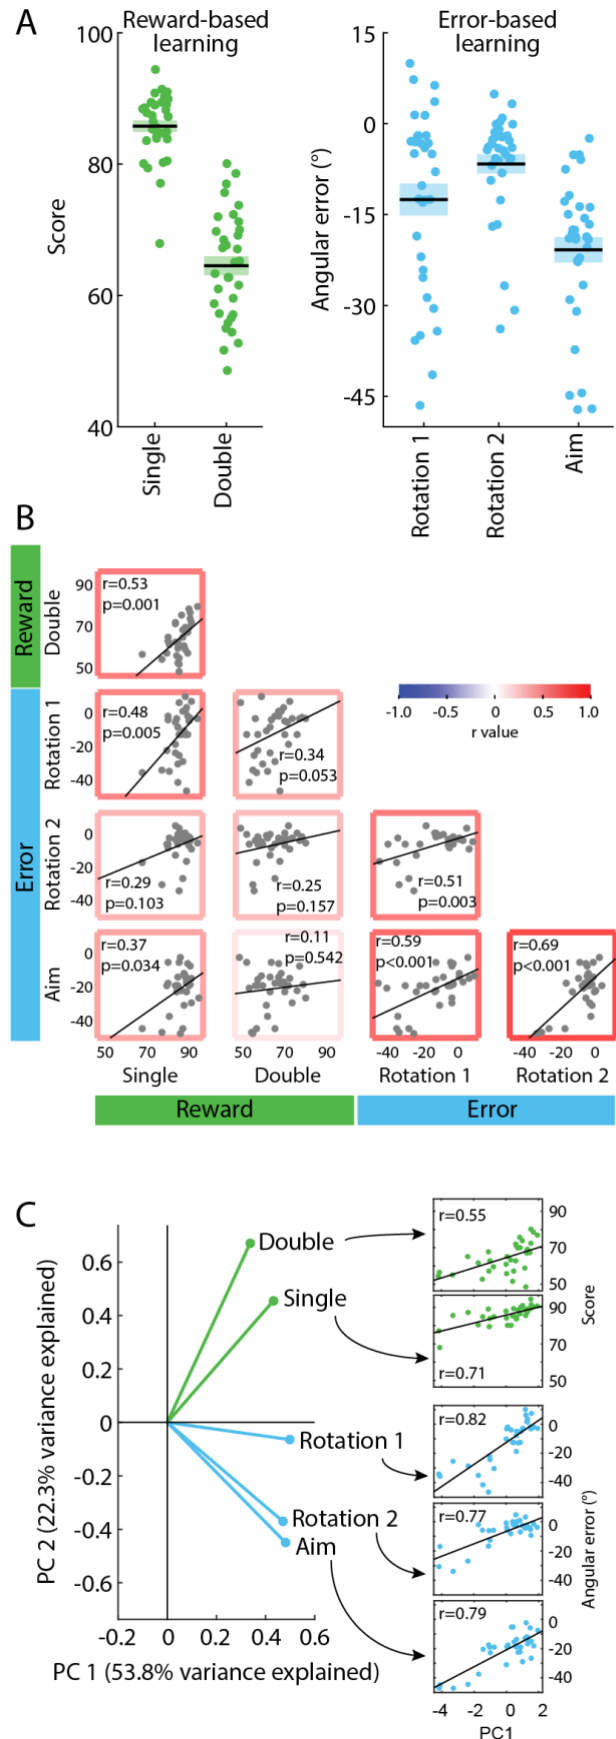 A
Reward-based
learning
Error-based
learning
100
80
60
40
Score
Single
Double
15
0
-15
-30
-45
Angular error (°)
Rotation 1
Rotation 2
Aim
B
Reward
Error
Double
90
70
50
r=0.53
p=0.001
-1.0
0
0.5
1.0
r value
Rotation 1
0
-20
-40
r=0.48
p=0.005
r=0.34
p=0.053
Rotation 2
0
-20
-40
r=0.29
p=0.103
r=0.25
p=0.157
r=0.51
p=0.003
Aim
0
-20
-40
r=0.37
p=0.034
r=0.11
p=0.542
r=0.59
p<0.001
r=0.69
p<0.001
50 70 90
50 70 90
-40 0
-40 0
Single
Double
Rotation 1
Rotation 2
Reward
Error
C
0.6
0.4
0.2
0
-0.2
-0.4
-0.6
PC 2 (22.3% variance explained)
Double
Single
Rotation 1
Rotation 2
Aim
-0.2 0 0.2 0.4 0.6
PC 1 (53.8% variance explained)
r=0.55
90
70
50
r=0.71
90
70
50
Score
r=0.82
0
-20
-40
r=0.77
0
-20
-40
r=0.79
0
-20
-40
Angular error (°)
-4 -2 0 2
PC1